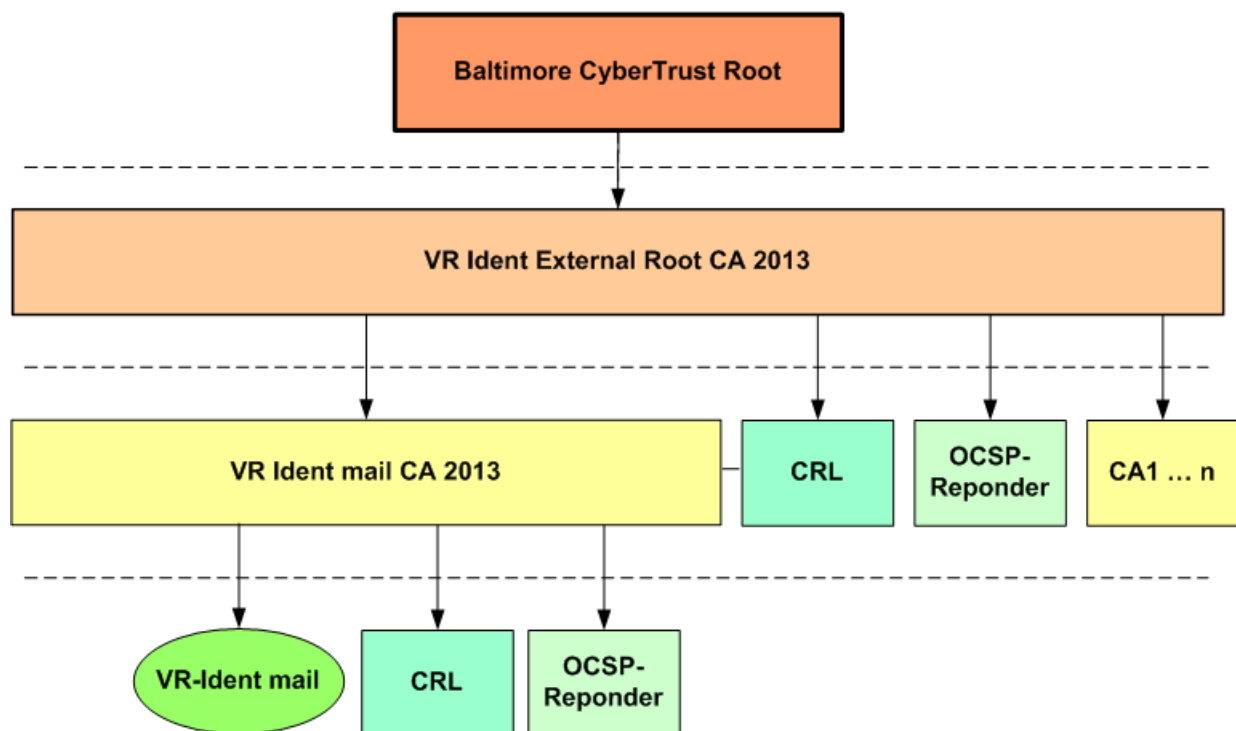 Baltimore CyberTrust Root
VR Ident External Root CA 2013
VR Ident mail CA 2013
CRL
OCSP-
Reponder
CA1 ... n
VR-Ident mail
CRL
OCSP-
Reponder